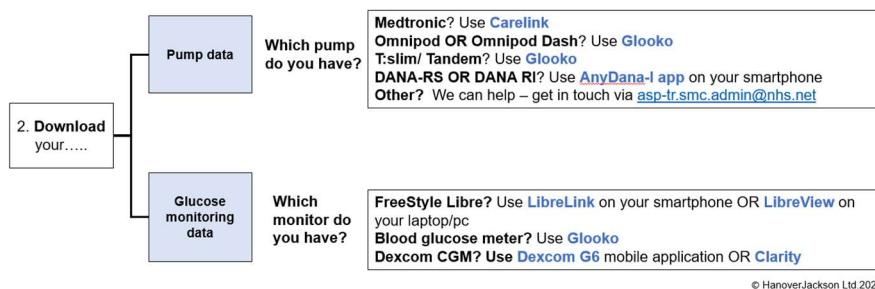 2. Download
your…..
Pump data
Which pump
do you have?
Medtronic? Use Carelink
Omnipod OR Omnipod Dash? Use Glooko
T:slim/ Tandem? Use Glooko
DANA-RS OR DANA RI? Use AnyDana-I app on your smartphone
Other? We can help – get in touch via asp-tr.smc.admin@nhs.net
Glucose
monitoring
data
Which
monitor do
you have?
FreeStyle Libre? Use LibreLink on your smartphone OR LibreView on
your laptop/pc
Blood glucose meter? Use Glooko
Dexcom CGM? Use Dexcom G6 mobile application OR Clarity
© HanoverJackson Ltd.202